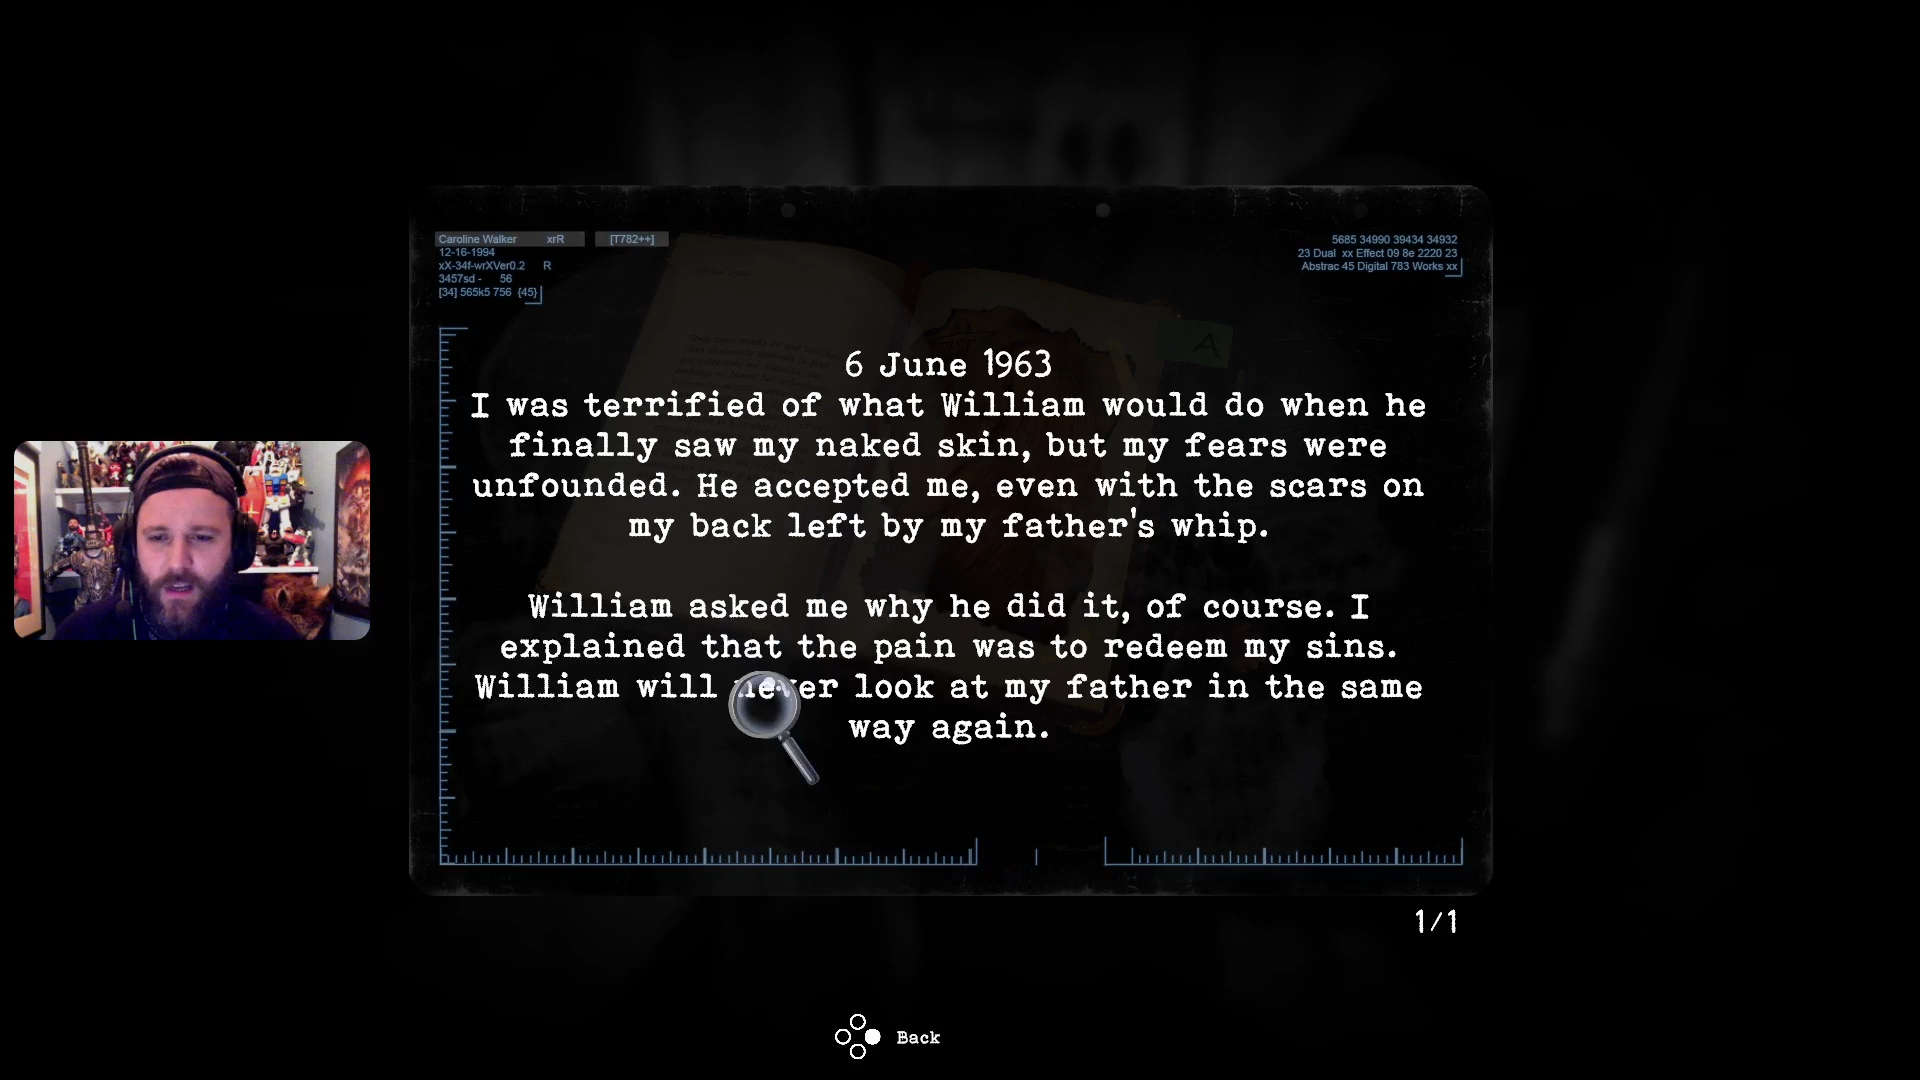 Caroline Walker xrR [T782++]
12-16-1994
xX-34f-wrXVer0.2 R
3457sd - 56
[34] 565k5 756 {45}
5685 34990 39434 34932
23 Dual xx Effect 09 8e 2220 23
Abstrac 45 Digital 783 Works xx
A
6 June 1963
I was terrified of what William would do when he
finally saw my naked skin, but my fears were
unfounded. He accepted me, even with the scars on
my back left by my father's whip.
William asked me why he did it, of course. I
explained that the pain was to redeem my sins.
William will never look at my father in the same
way again.
1/1
Back